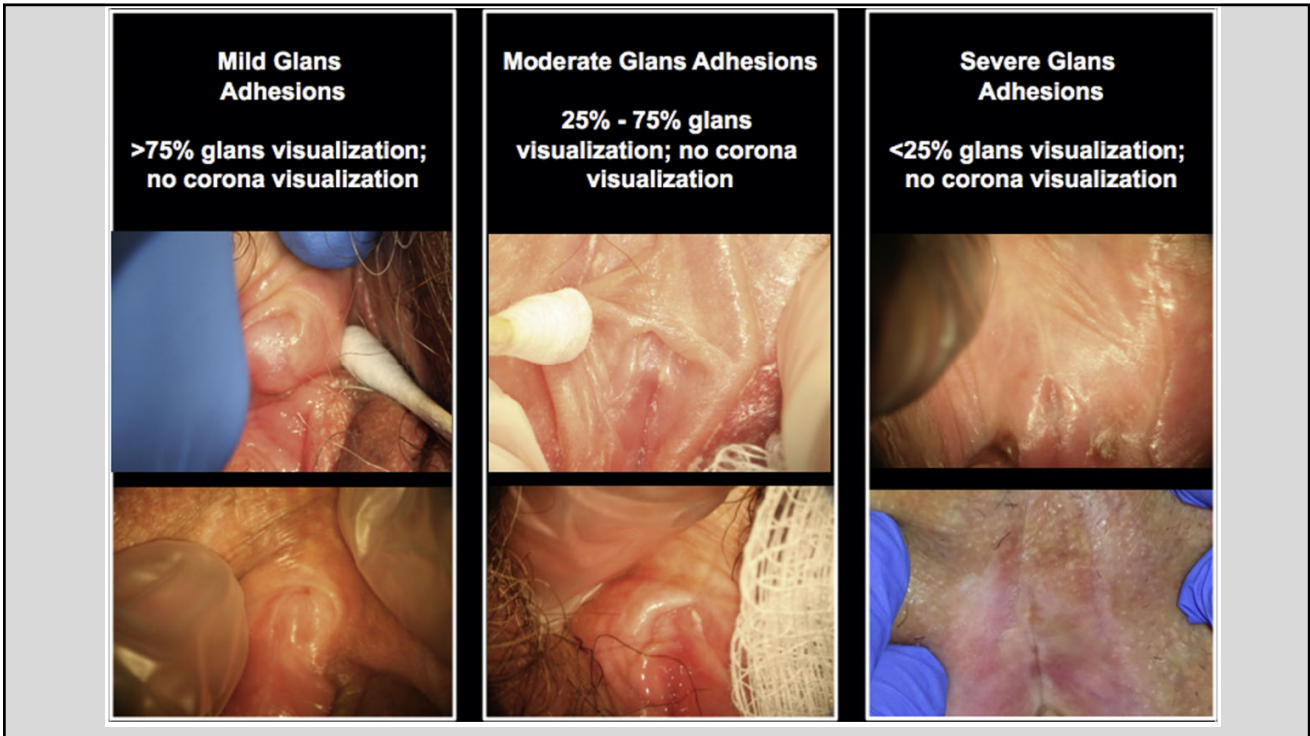 Mild Glans
Adhesions
>75% glans visualization;
no corona visualization
Moderate Glans Adhesions
25% - 75% glans
visualization; no corona
visualization
Severe Glans
Adhesions
<25% glans visualization;
no corona visualization